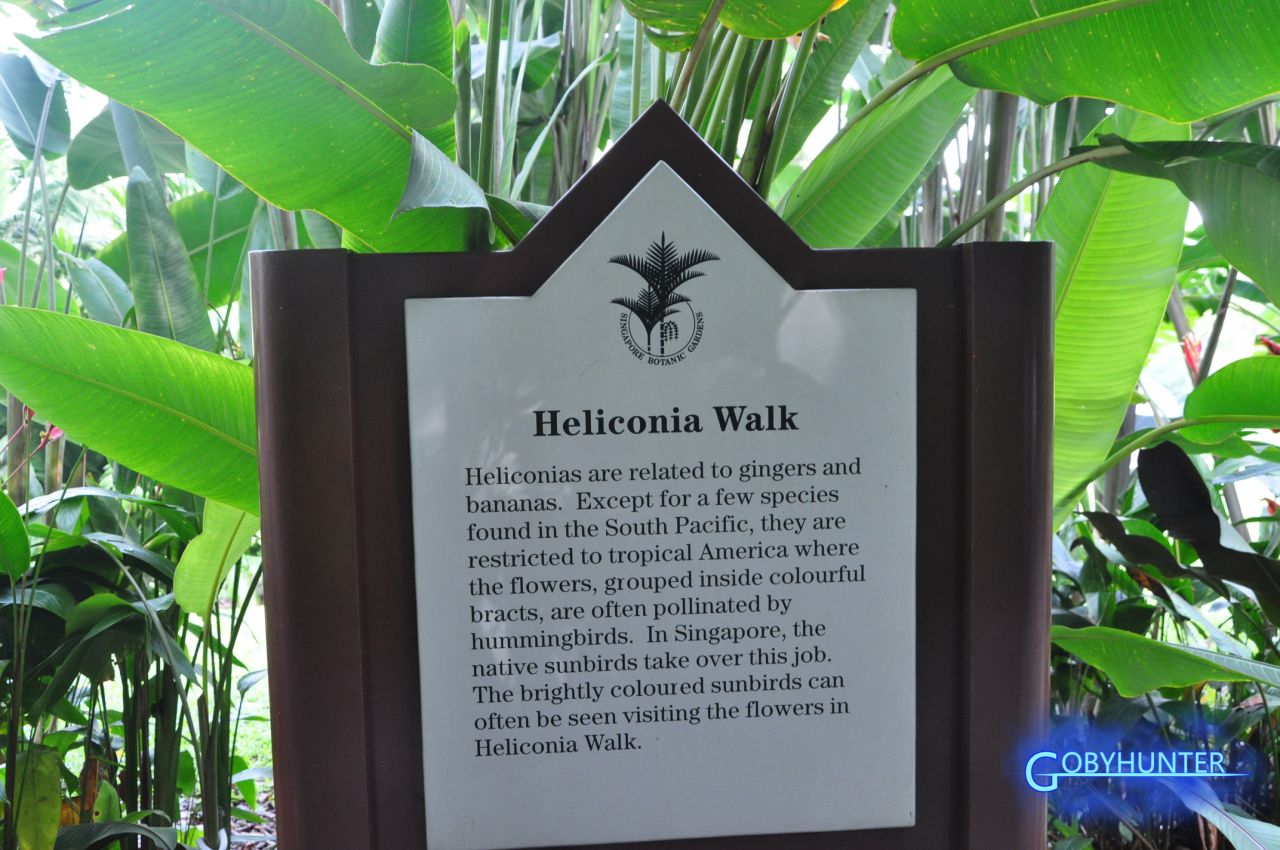 SINGAPORE BOTANIC GARDENS
Heliconia Walk
Heliconias are related to gingers and
bananas. Except for a few species
found in the South Pacific, they are
restricted to tropical America where
the flowers, grouped inside colourful
bracts, are often pollinated by
hummingbirds. In Singapore, the
native sunbirds take over this job.
The brightly coloured sunbirds can
often be seen visiting the flowers in
Heliconia Walk.
GOBYHUNTER